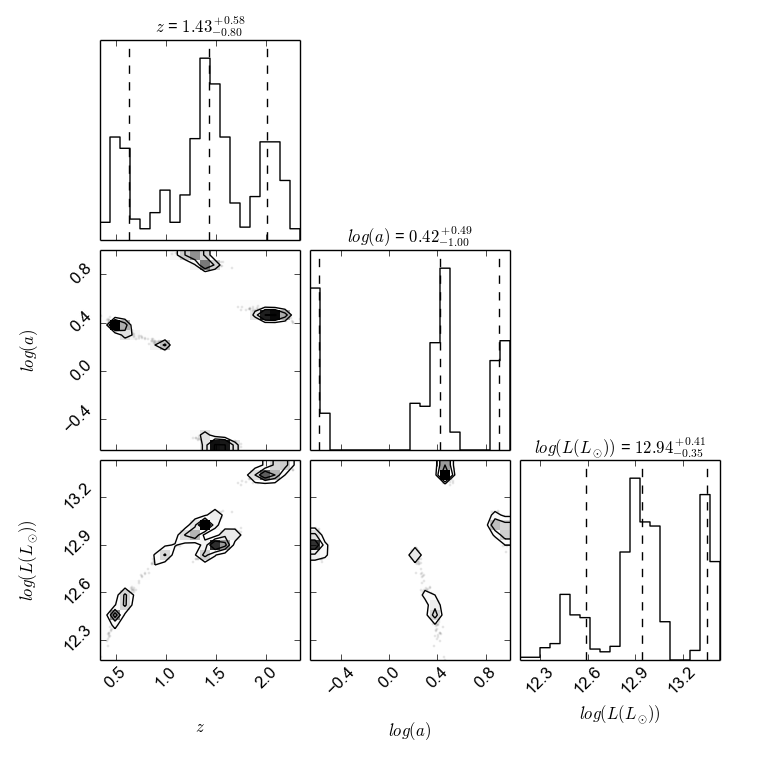 z = 1.43^{+0.58}_{-0.80}
log(a) = 0.42^{+0.49}_{-1.00}
0.8
0.4
0.0
−0.4
log(a)
log(L(L_⊙)) = 12.94^{+0.41}_{-0.35}
13.2
12.9
12.6
12.3
log(L(L_⊙))
0.5 1.0 1.5 2.0
z
−0.4 0.0 0.4 0.8
log(a)
12.3 12.6 12.9 13.2
log(L(L_⊙))